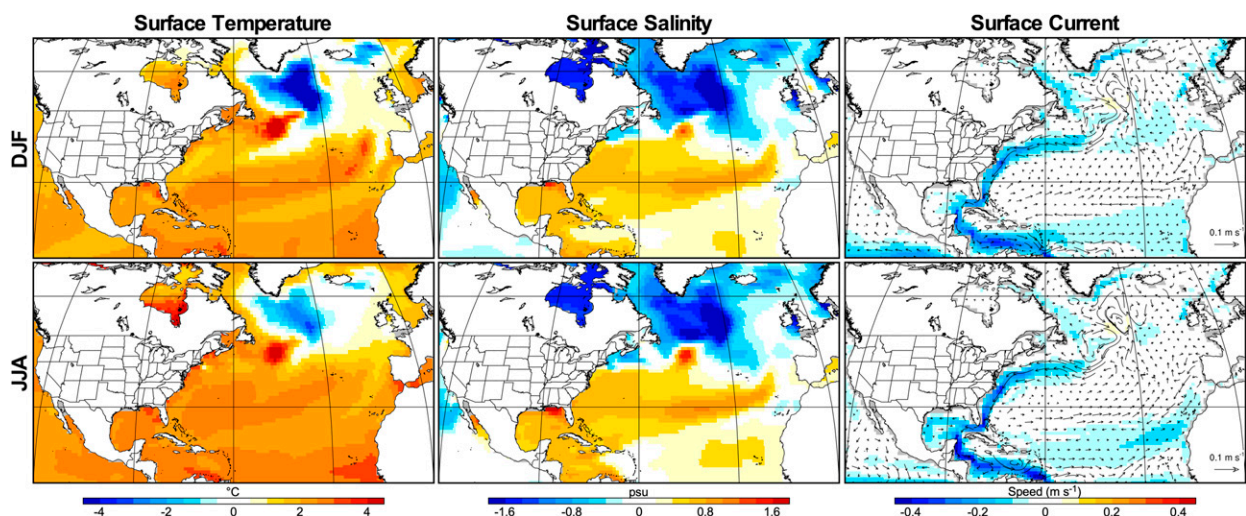 Surface Temperature Surface Salinity Surface Current
DJF
0.1 m s⁻¹
JJA
0.1 m s⁻¹
°C psu Speed (m s⁻¹)
-4 -2 0 2 4 -1.6 -0.8 0 0.8 1.6 -0.4 -0.2 0 0.2 0.4